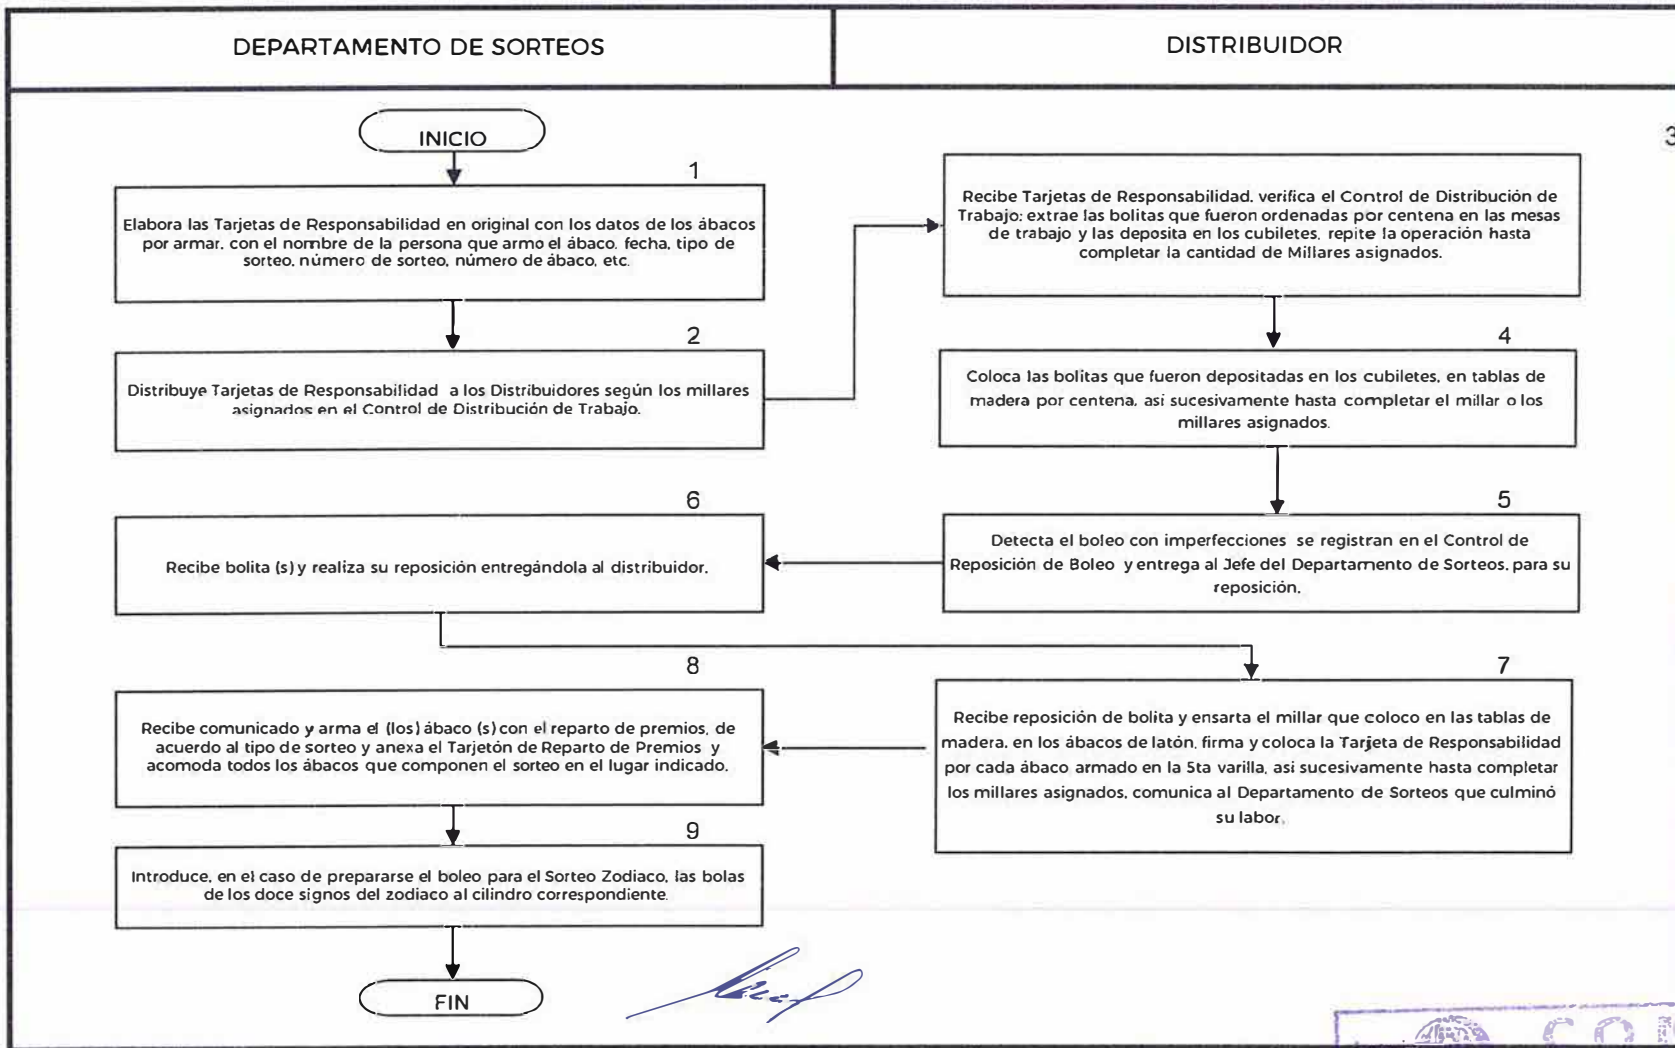 DEPARTAMENTO DE SORTEOS
DISTRIBUIDOR
INICIO
1
Elabora las Tarjetas de Responsabilidad en original con los datos de los ábacos
por armar, con el nombre de la persona que armo el ábaco, fecha, tipo de
sorteo, número de sorteo, número de ábaco, etc.
2
Distribuye Tarjetas de Responsabilidad a los Distribuidores según los millares
asignados en el Control de Distribución de Trabajo.
3
Recibe Tarjetas de Responsabilidad, verifica el Control de Distribución de
Trabajo; extrae las bolitas que fueron ordenadas por centena en las mesas
de trabajo y las deposita en los cubiletes, repite la operación hasta
completar la cantidad de Millares asignados.
4
Coloca las bolitas que fueron depositadas en los cubiletes, en tablas de
madera por centena, así sucesivamente hasta completar el millar o los
millares asignados.
5
Detecta el boleo con imperfecciones se registran en el Control de
Reposición de Boleo y entrega al Jefe del Departamento de Sorteos, para su
reposición.
6
Recibe bolita (s) y realiza su reposición entregándola al distribuidor.
7
Recibe reposición de bolita y ensarta el millar que coloco en las tablas de
madera, en los ábacos de latón, firma y coloca la Tarjeta de Responsabilidad
por cada ábaco armado en la 5ta varilla, asi sucesivamente hasta completar
los millares asignados, comunica al Departamento de Sorteos que culminó
su labor.
8
Recibe comunicado y arma el (los) ábaco (s) con el reparto de premios, de
acuerdo al tipo de sorteo y anexa el Tarjetón de Reparto de Premios y
acomoda todos los ábacos que componen el sorteo en el lugar indicado.
9
Introduce, en el caso de prepararse el boleo para el Sorteo Zodiaco, las bolas
de los doce signos del zodiaco al cilindro correspondiente.
FIN